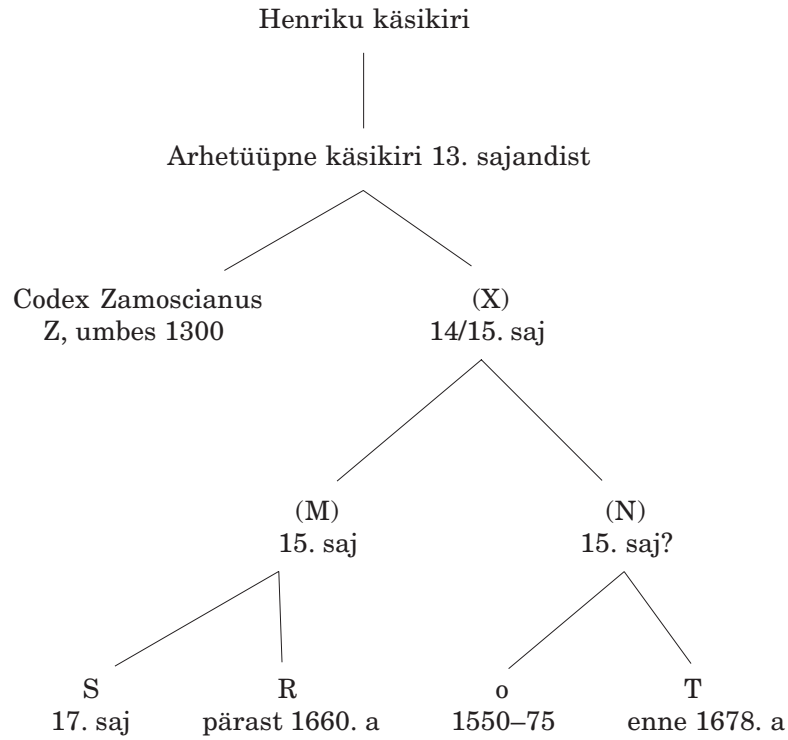 Henriku käsikiri
Arhetüüpne käsikiri 13. sajandist
Codex Zamoscianus
Z, umbes 1300
(X)
14/15. saj
(M)
15. saj
(N)
15. saj?
S
17. saj
R
pärast 1660. a
o
1550–75
T
enne 1678. a